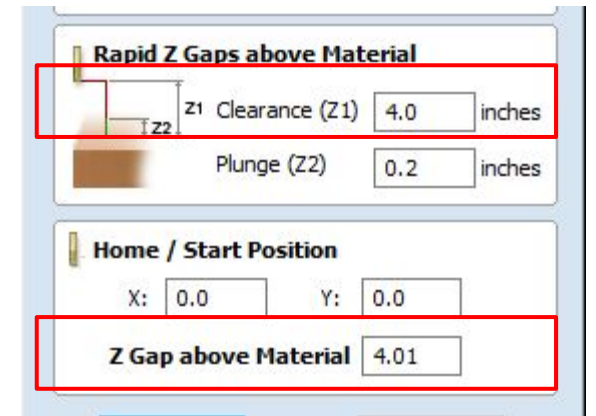 Rapid Z Gaps above Material
Z1 Clearance (Z1) 4.0 inches
Z2
Plunge (Z2) 0.2 inches
Home / Start Position
X: 0.0 Y: 0.0
Z Gap above Material 4.01